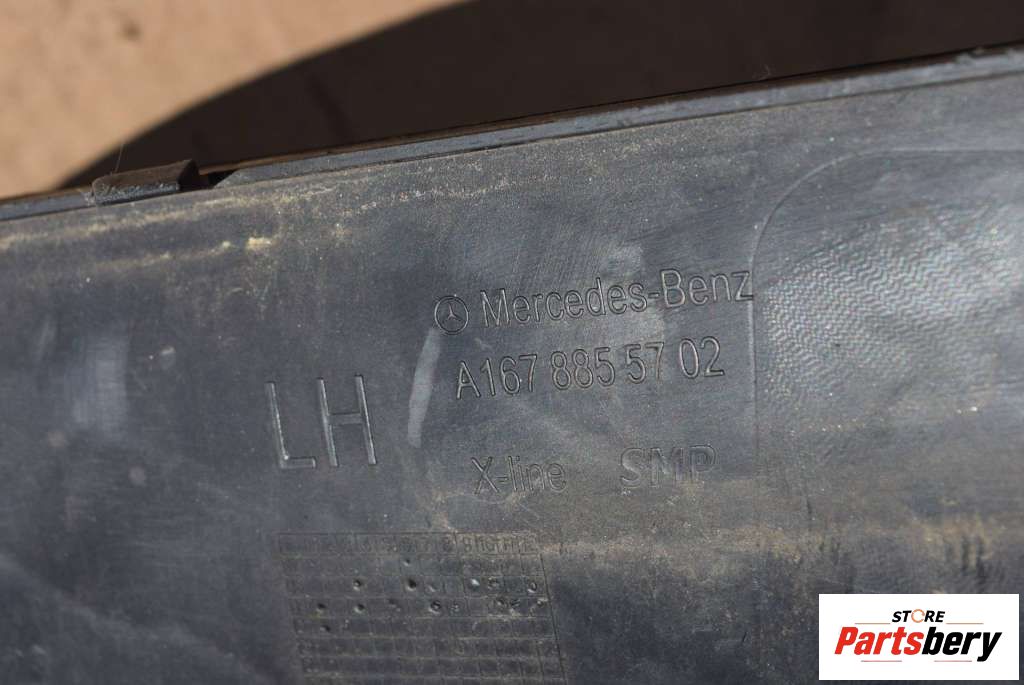 Mercedes-Benz
A167 885 57 02
LH
X-line SMP
STORE
Partsbery